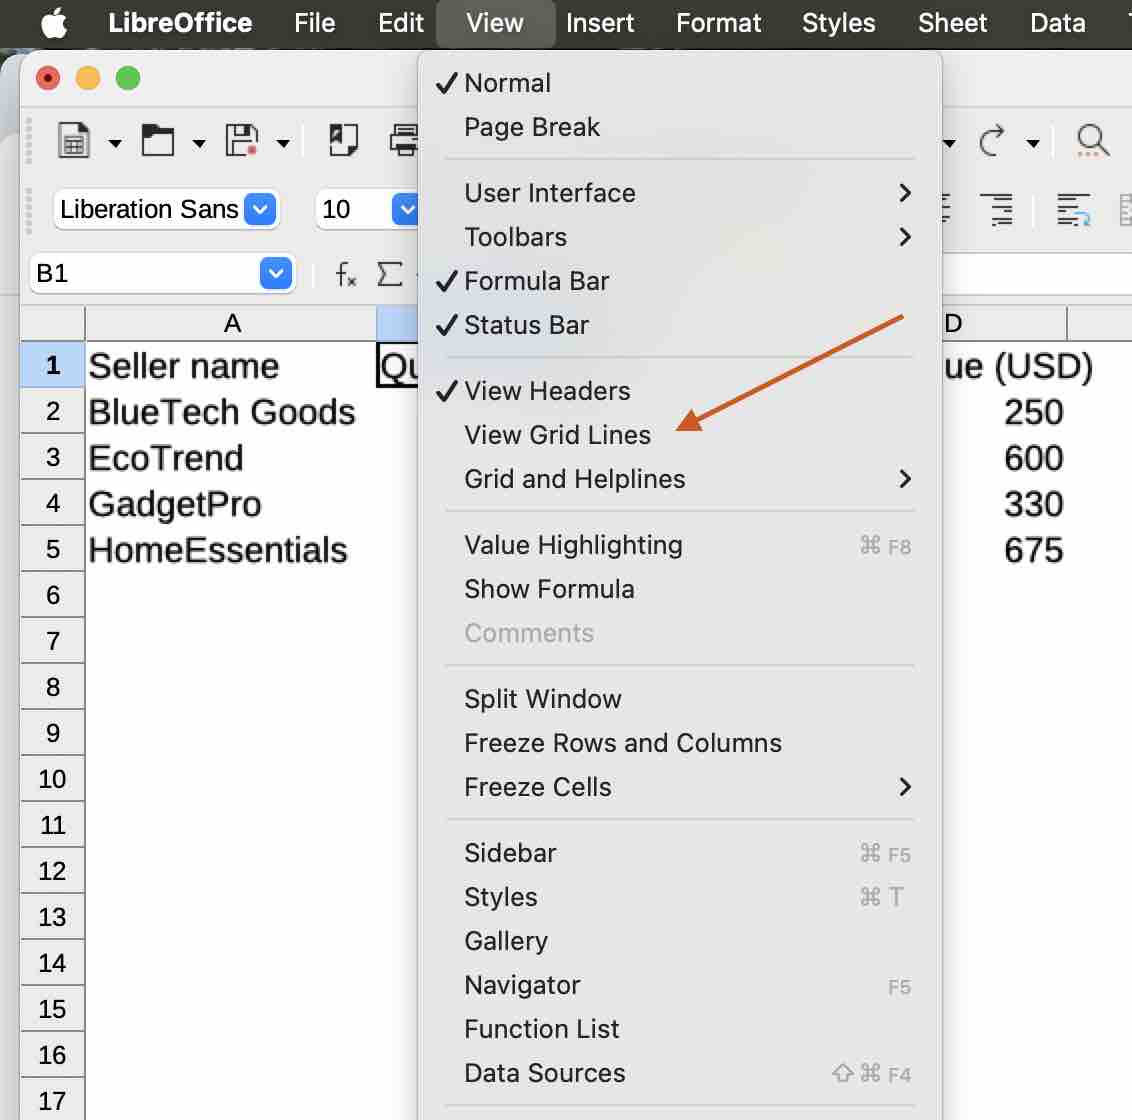 LibreOffice File Edit View Insert Format Styles Sheet Data
Normal
Page Break
User Interface
Toolbars
Formula Bar
Status Bar
View Headers
View Grid Lines
Grid and Helplines
Value Highlighting ⌘ F8
Show Formula
Comments
Split Window
Freeze Rows and Columns
Freeze Cells
Sidebar ⌘ F5
Styles ⌘ T
Gallery
Navigator F5
Function List
Data Sources ⇧ ⌘ F4
Liberation Sans 10
B1 fx Σ
A D
1 Seller name Qu ue (USD)
2 BlueTech Goods 250
3 EcoTrend 600
4 GadgetPro 330
5 HomeEssentials 675
6
7
8
9
10
11
12
13
14
15
16
17